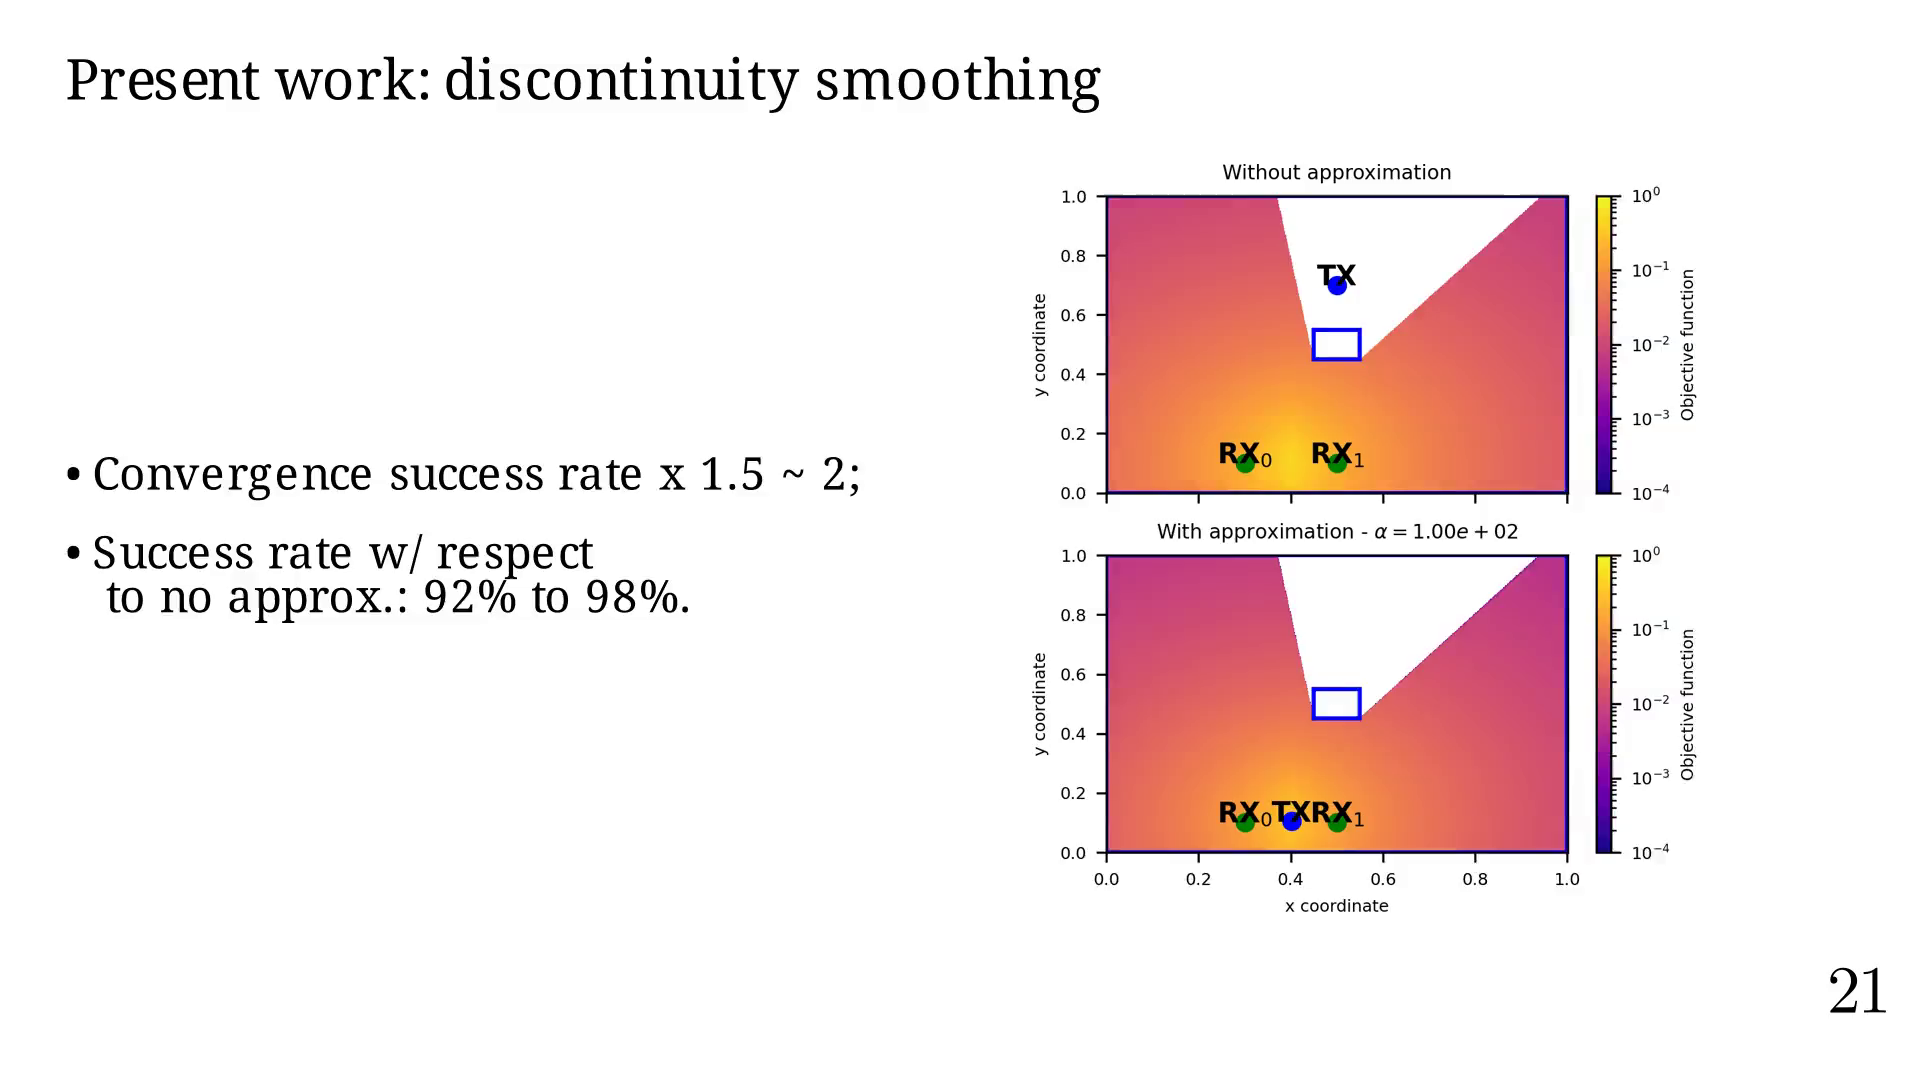 Present work: discontinuity smoothing
• Convergence success rate x 1.5 ~ 2;
• Success rate w/ respect
to no approx.: 92% to 98%.
Without approximation
1.0
0.8
0.6
0.4
0.2
0.0
y coordinate
TX
RX₀
RX₁
10⁰
10⁻¹
10⁻²
10⁻³
10⁻⁴
Objective function
With approximation - α = 1.00e + 02
1.0
0.8
0.6
0.4
0.2
0.0
y coordinate
RX₀ TX RX₁
0.0 0.2 0.4 0.6 0.8 1.0
x coordinate
10⁰
10⁻¹
10⁻²
10⁻³
10⁻⁴
Objective function
21